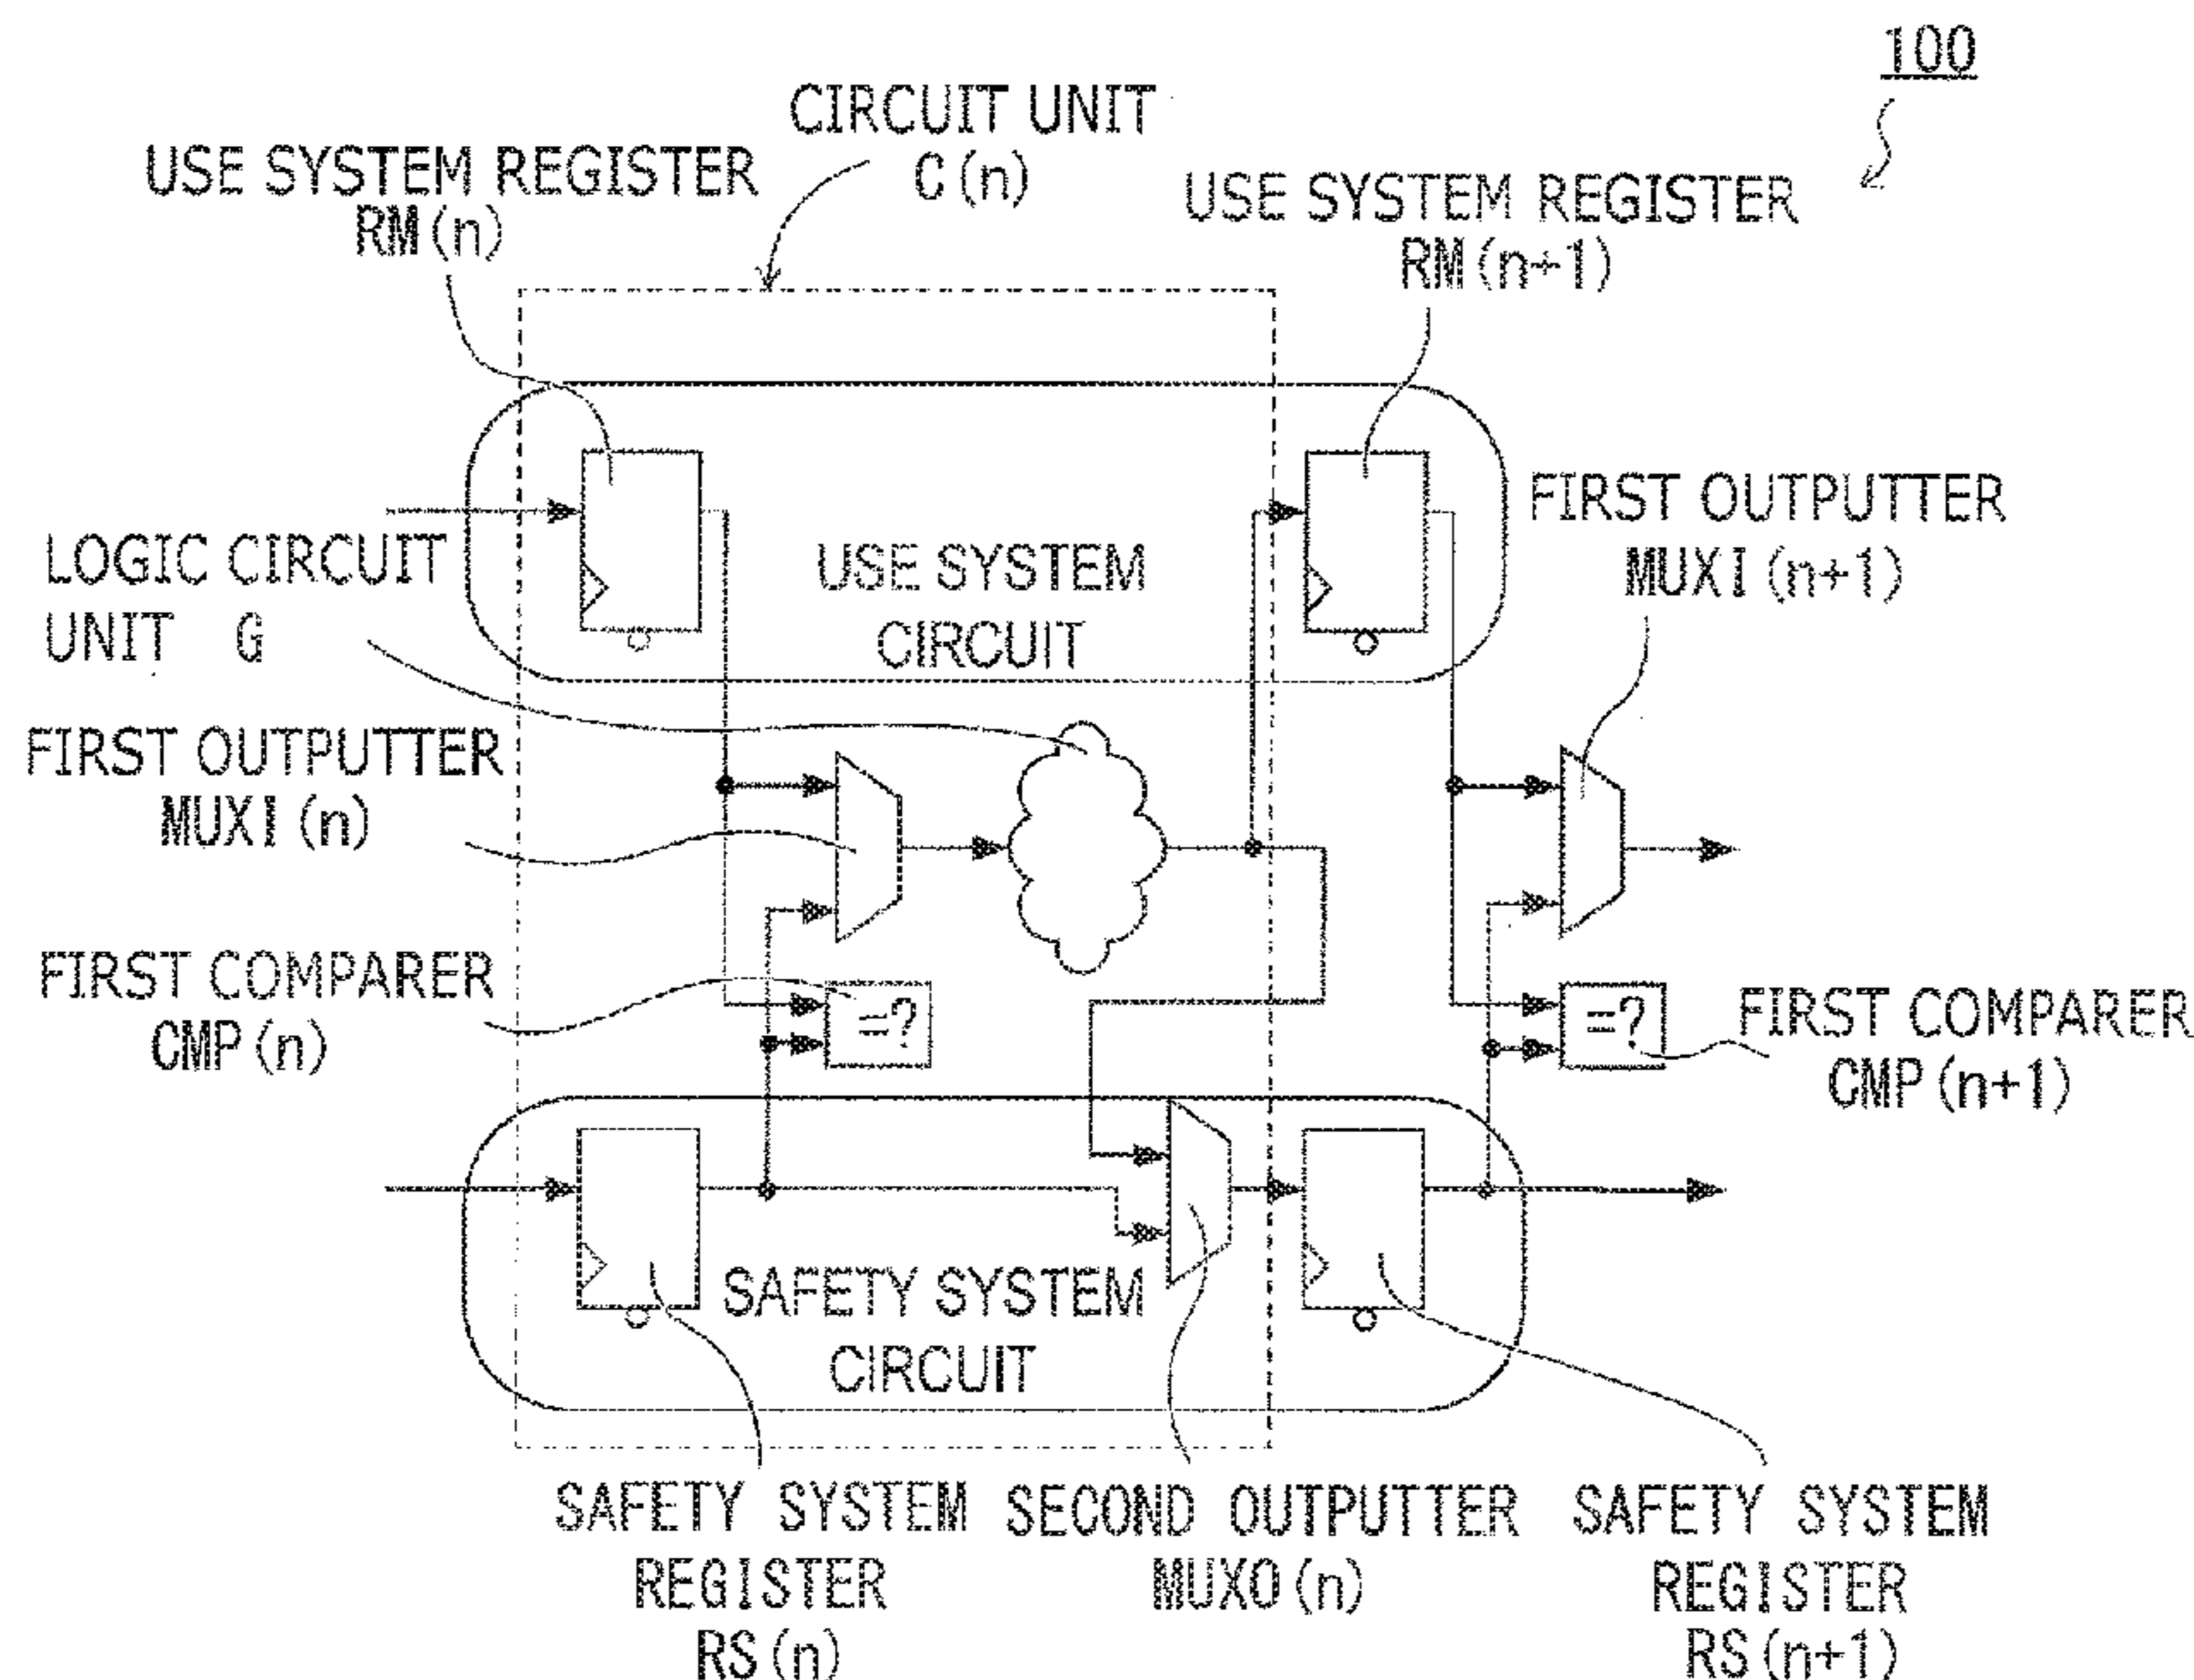 100
CIRCUIT UNIT
C(n)
USE SYSTEM REGISTER
RM(n)
USE SYSTEM REGISTER
RM(n+1)
FIRST OUTPUTTER
MUXI(n+1)
LOGIC CIRCUIT
UNIT G
USE SYSTEM
CIRCUIT
FIRST OUTPUTTER
MUXI(n)
FIRST COMPARER
CMP(n)
=?
=?
FIRST COMPARER
CMP(n+1)
SAFETY SYSTEM
CIRCUIT
SAFETY SYSTEM
REGISTER
RS(n)
SECOND OUTPUTTER
MUXO(n)
SAFETY SYSTEM
REGISTER
RS(n+1)